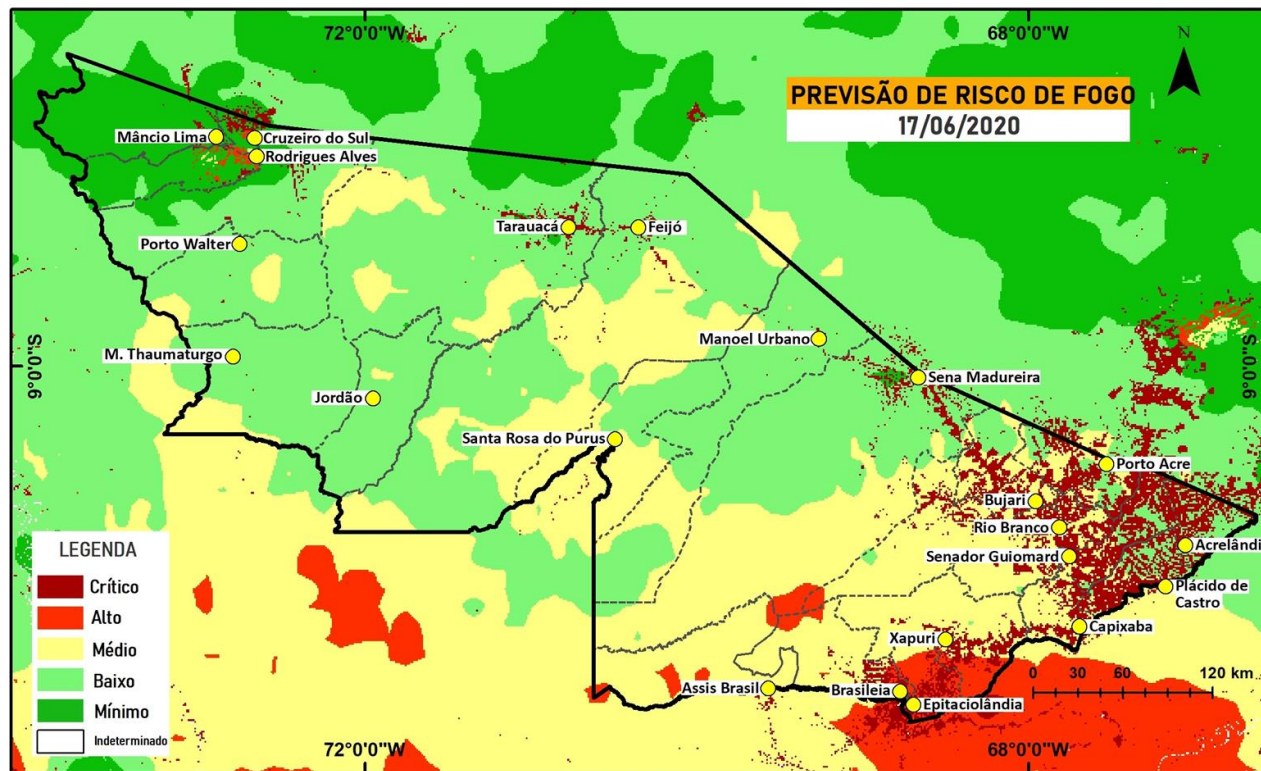 72°0'0"W
68°0'0"W
N
PREVISÃO DE RISCO DE FOGO
17/06/2020
Mâncio Lima
Cruzeiro do Sul
Rodrigues Alves
Tarauacá
Feijó
Porto Walter
Manoel Urbano
M. Thaumaturgo
9°0'0"S
9°0'0"S
Sena Madureira
Jordão
Santa Rosa do Purus
Porto Acre
Bujari
Rio Branco
Acrelândi
Senador Guiomard
Plácido de
Castro
Capixaba
Xapuri
Assis Brasil
Brasileia
Epitaciolândia
0 30 60 120 km
LEGENDA
Crítico
Alto
Médio
Baixo
Mínimo
Indeterminado
72°0'0"W
68°0'0"W